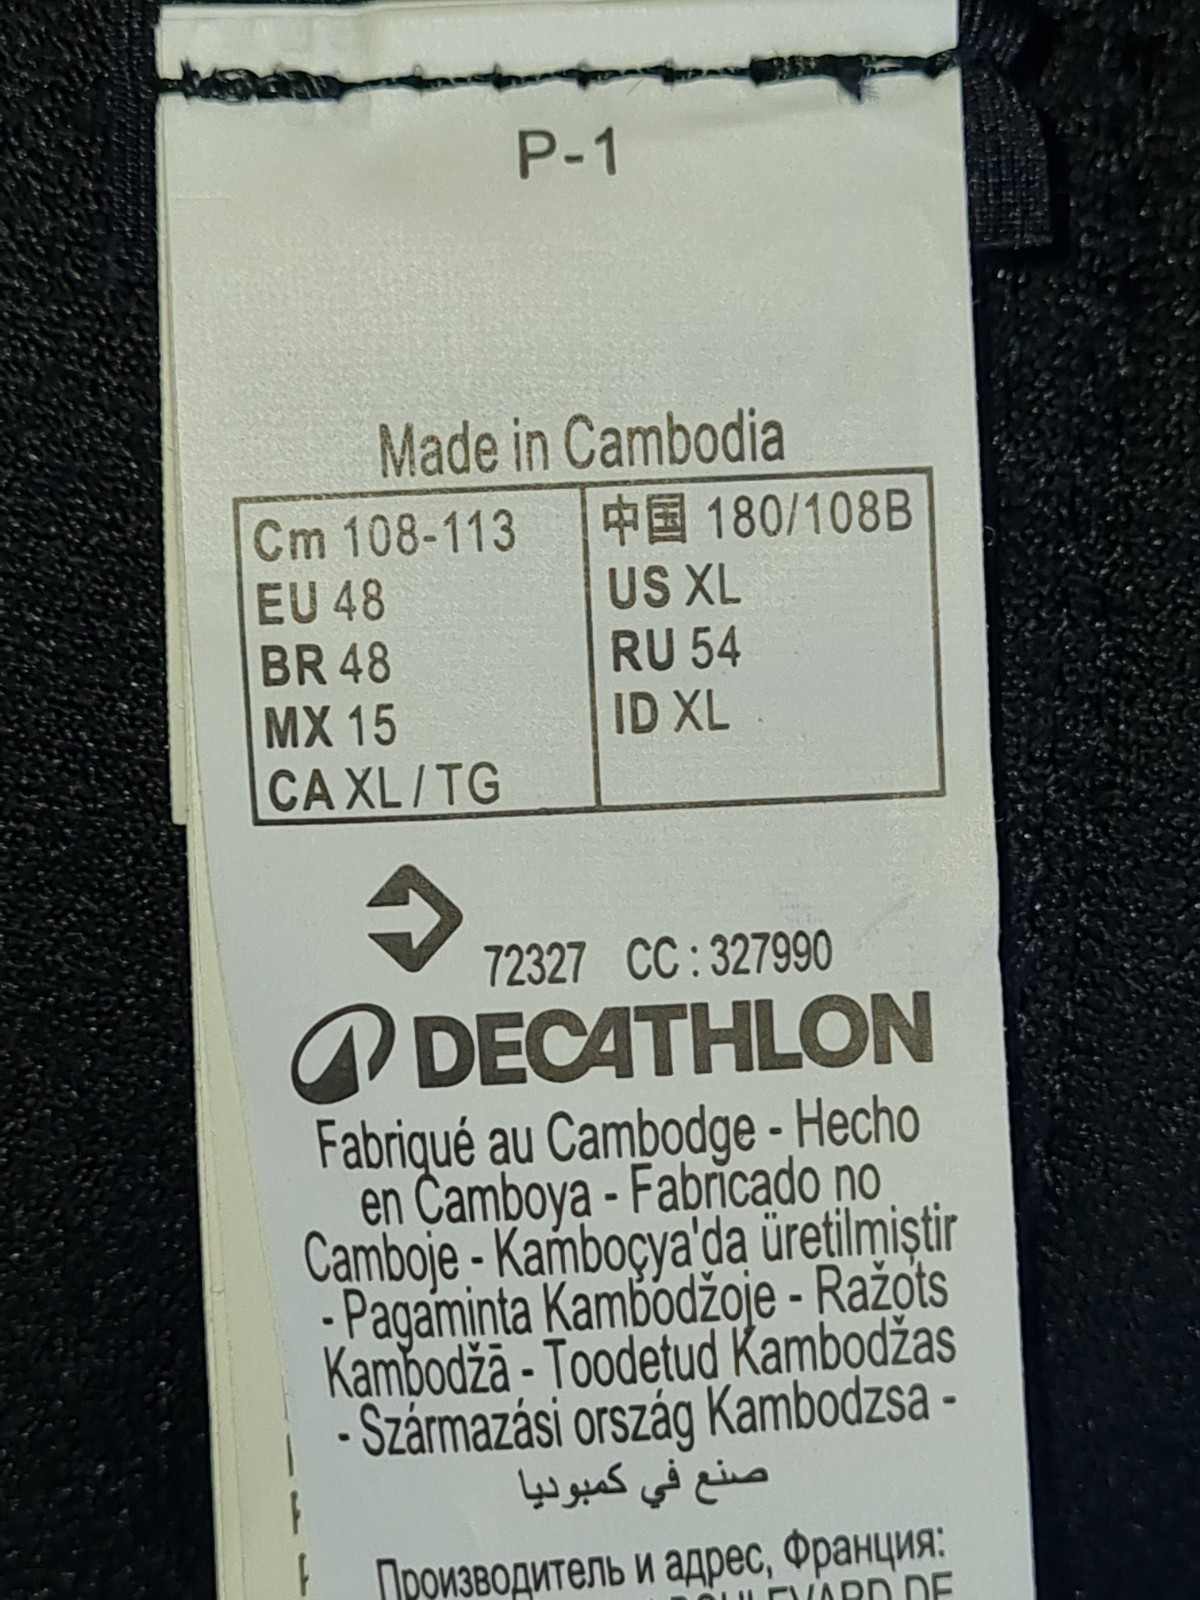 P-1
Made in Cambodia
Cm 108-113
EU 48
BR 48
MX 15
CA XL / TG
中国 180/108B
US XL
RU 54
ID XL
72327 CC : 327990
DECATHLON
Fabriqué au Cambodge - Hecho
en Camboya - Fabricado no
Camboje - Kamboçya'da üretilmiştir
- Pagaminta Kambodžoje - Ražots
Kambodžā - Toodetud Kambodžas
- Származási ország Kambodzsa -
صنع في كمبوديا
Производитель и адрес, Франция:
BOULEVARD DE